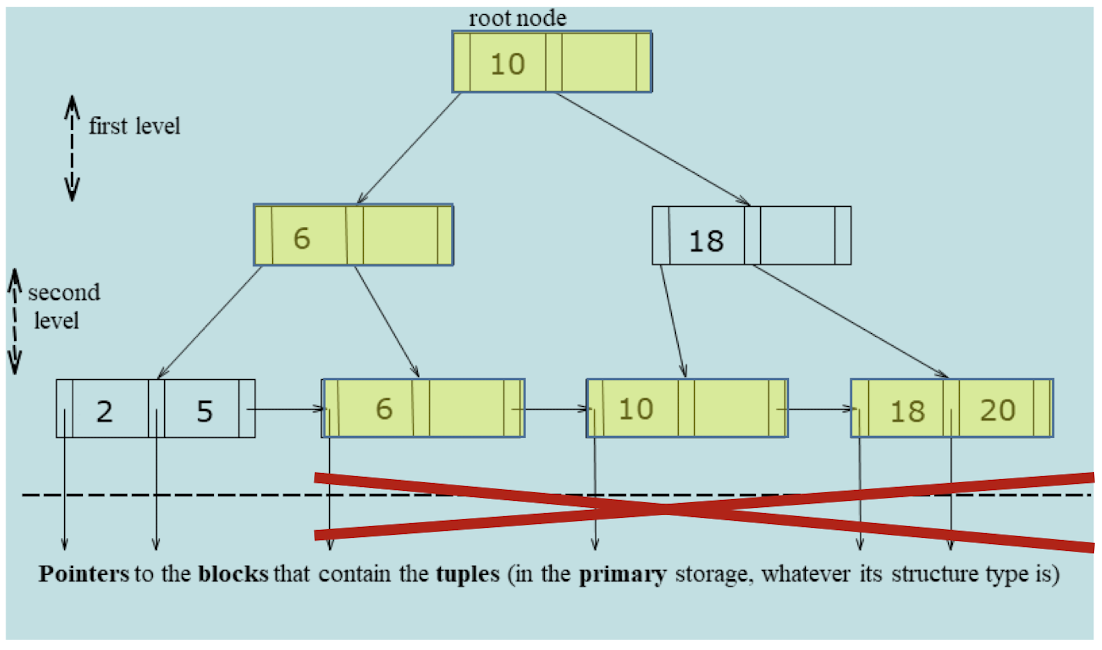 root node
10
first level
6
18
second
level
2 5 6 10 18 20
Pointers to the blocks that contain the tuples (in the primary storage, whatever its structure type is)